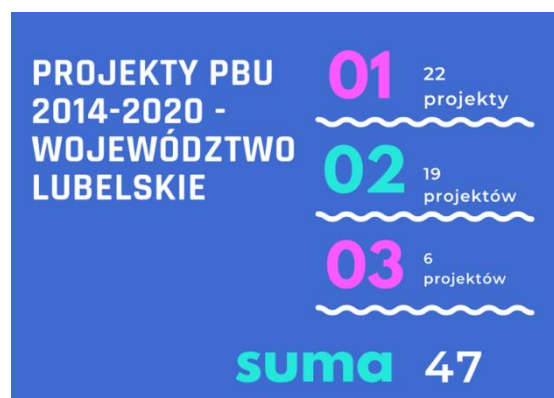 PROJEKTY PBU
2014-2020 -
WOJEWÓDZTWO
LUBELSKIE
01
22
projekty
02
19
projektów
03
6
projektów
suma 47